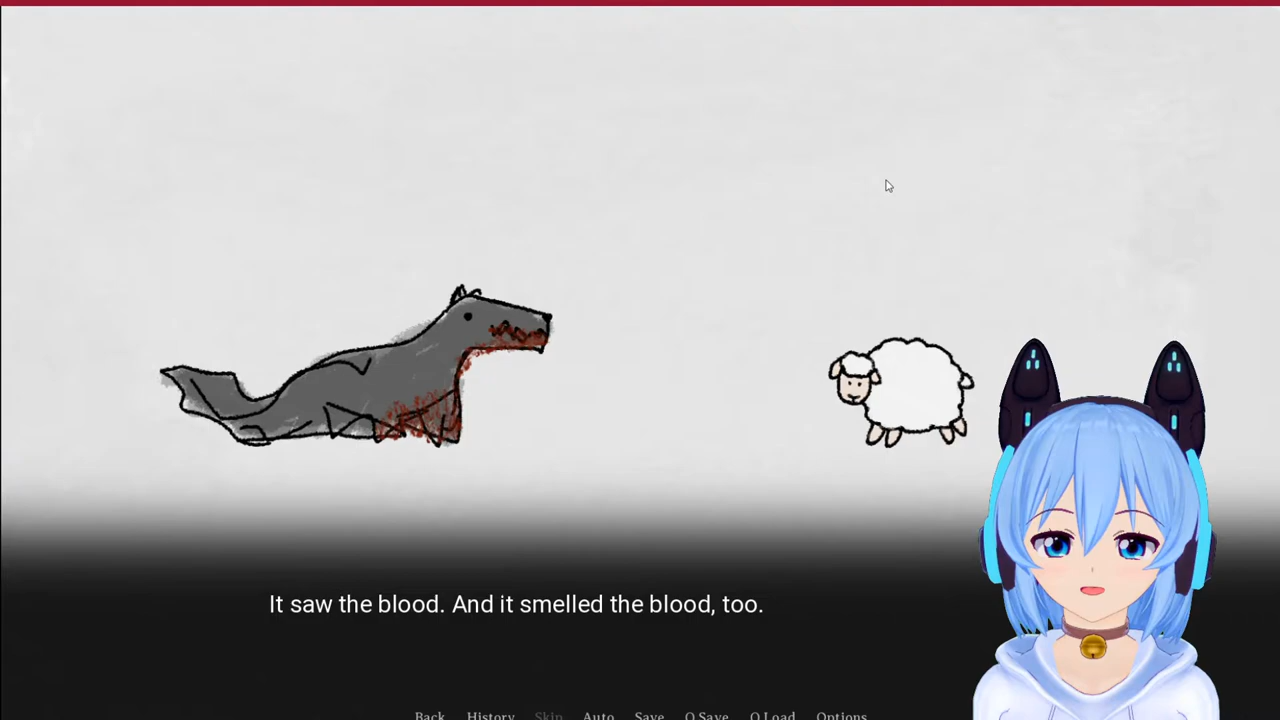 It saw the blood. And it smelled the blood, too.
Back History Skip Auto Save Q.Save Q.Load Options